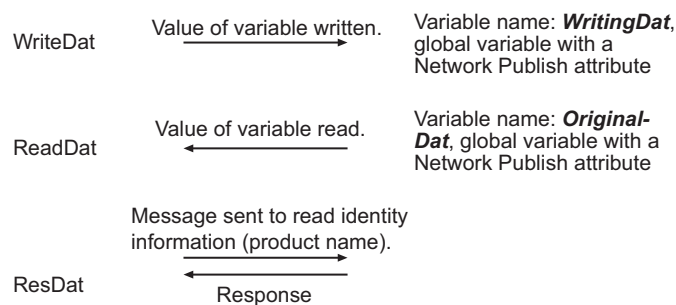 WriteDat
Value of variable written.
Variable name: WritingDat,
global variable with a
Network Publish attribute
ReadDat
Value of variable read.
Variable name: Original-
Dat, global variable with a
Network Publish attribute
Message sent to read identity
information (product name).
ResDat
Response